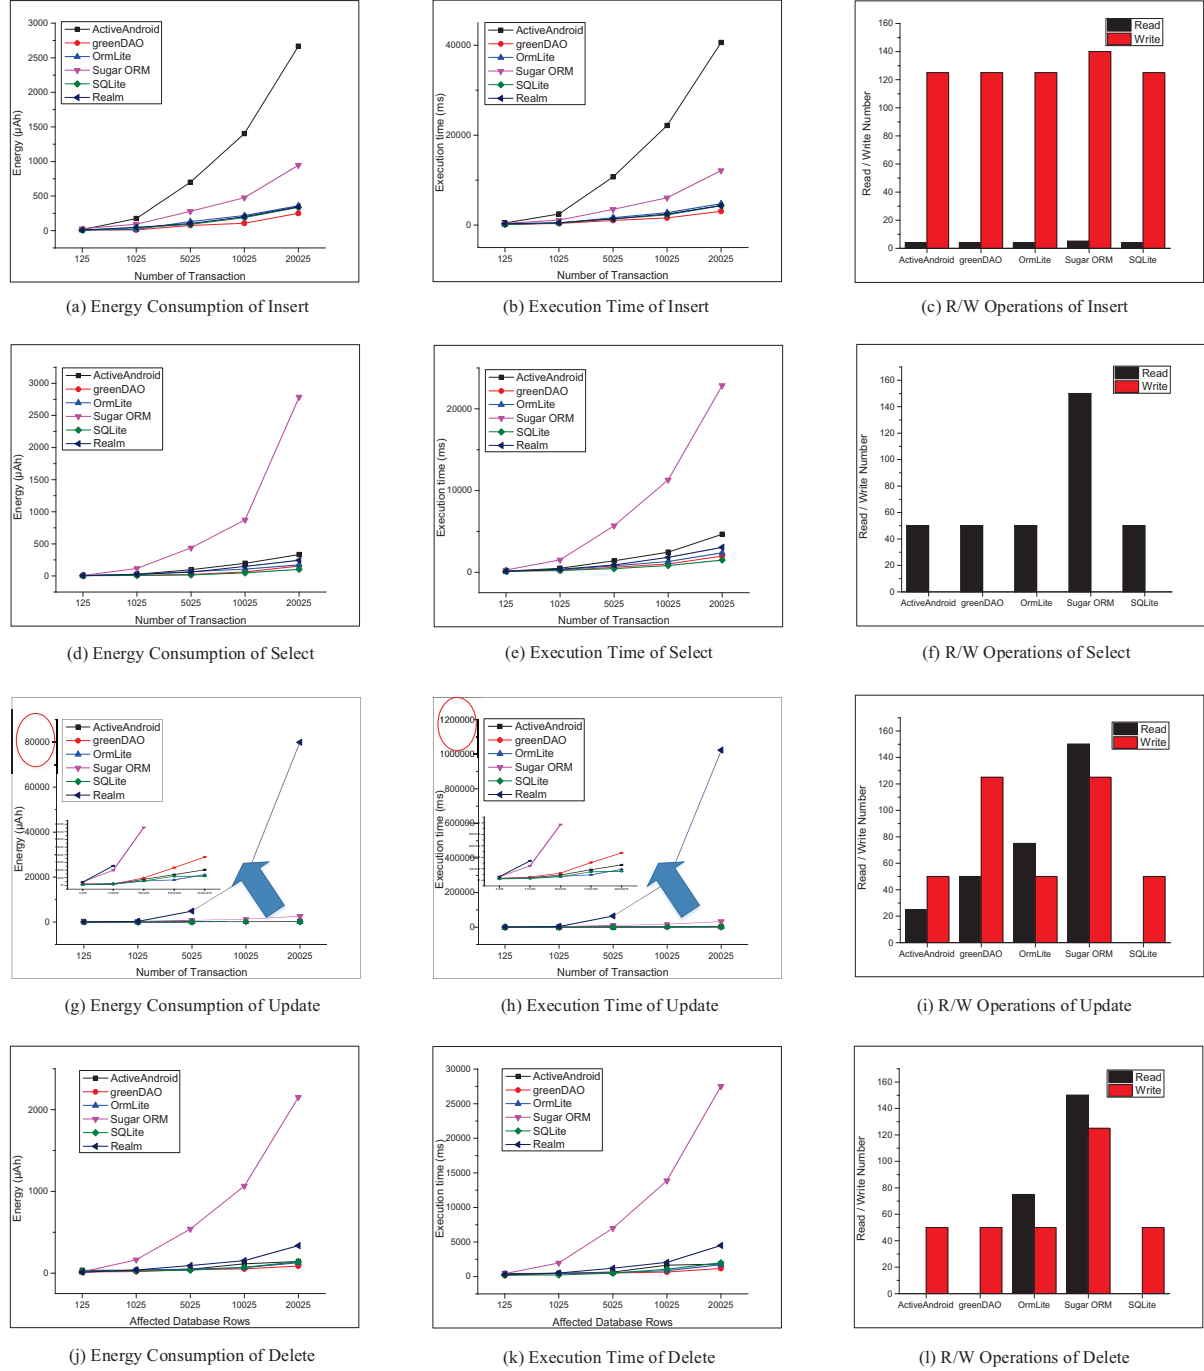 3000
2500
2000
1500
1000
500
0
Energy (µAh)
ActiveAndroid
greenDAO
OrmLite
Sugar ORM
SQLite
Realm
125 1025 5025 10025 20025
Number of Transaction
(a) Energy Consumption of Insert
40000
20000
0
Execution time (ms)
ActiveAndroid
greenDAO
OrmLite
Sugar ORM
SQLite
Realm
125 1025 5025 10025 20025
Number of Transaction
(b) Execution Time of Insert
160
140
120
100
80
60
40
20
0
Read / Write Number
Read
Write
ActiveAndroid greenDAO OrmLite Sugar ORM SQLite
(c) R/W Operations of Insert
3000
2500
2000
1500
1000
500
0
Energy (µAh)
ActiveAndroid
greenDAO
OrmLite
Sugar ORM
SQLite
Realm
125 1025 5025 10025 20025
Number of Transaction
(d) Energy Consumption of Select
20000
10000
0
Execution time (ms)
ActiveAndroid
greenDAO
OrmLite
Sugar ORM
SQLite
Realm
125 1025 5025 10025 20025
Number of Transaction
(e) Execution Time of Select
160
140
120
100
80
60
40
20
0
Read / Write Number
Read
Write
ActiveAndroid greenDAO OrmLite Sugar ORM SQLite
(f) R/W Operations of Select
80000
60000
40000
20000
0
Energy (µAh)
ActiveAndroid
greenDAO
OrmLite
Sugar ORM
SQLite
Realm
125 1025 5025 10025 20025
Number of Transaction
(g) Energy Consumption of Update
1200000
1000000
800000
600000
400000
200000
0
Execution time (ms)
ActiveAndroid
greenDAO
OrmLite
Sugar ORM
SQLite
Realm
125 1025 5025 10025 20025
Number of Transaction
(h) Execution Time of Update
160
140
120
100
80
60
40
20
0
Read / Write Number
Read
Write
ActiveAndroid greenDAO OrmLite Sugar ORM SQLite
(i) R/W Operations of Update
2000
1000
0
Energy (µAh)
ActiveAndroid
greenDAO
OrmLite
Sugar ORM
SQLite
Realm
125 1025 5025 10025 20025
Affected Database Rows
(j) Energy Consumption of Delete
30000
27500
25000
22500
20000
17500
15000
12500
10000
7500
5000
2500
0
Execution time (ms)
ActiveAndroid
greenDAO
OrmLite
Sugar ORM
SQLite
Realm
125 1025 5025 10025 20025
Affected Database Rows
(k) Execution Time of Delete
160
140
120
100
80
60
40
20
0
Read / Write Number
Read
Write
ActiveAndroid greenDAO OrmLite Sugar ORM SQLite
(l) R/W Operations of Delete